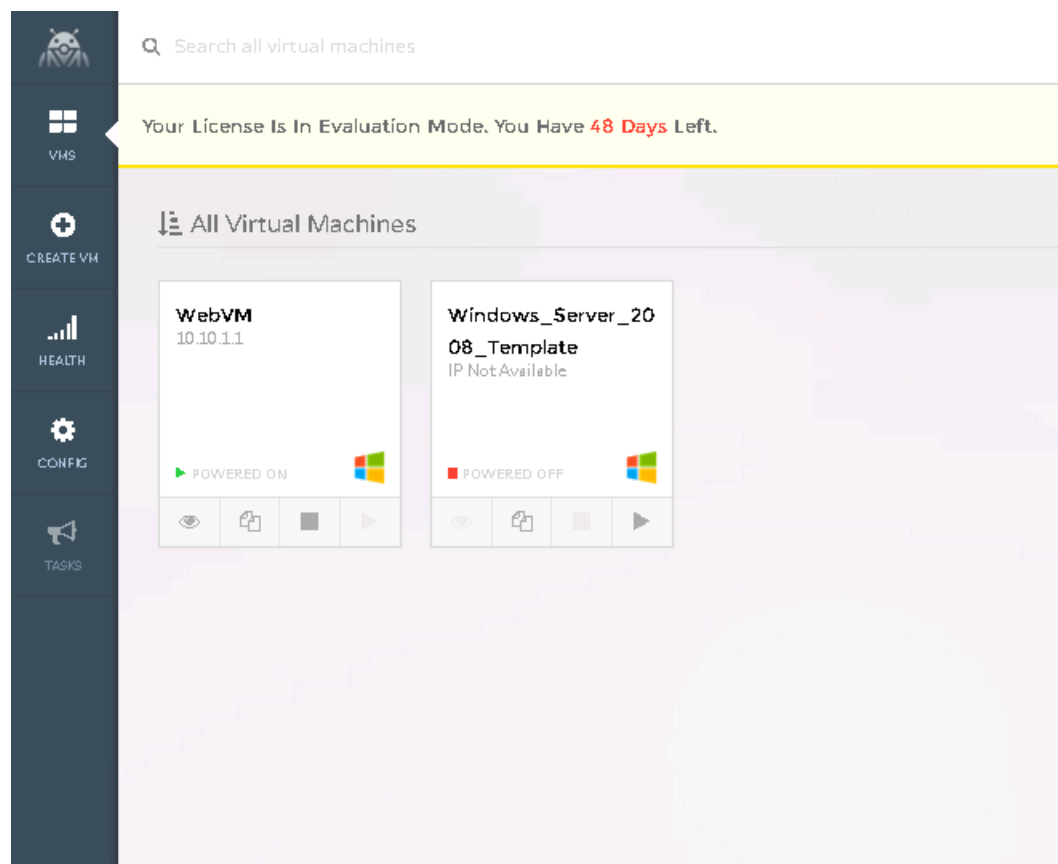 Search all virtual machines
VMS
Your License Is In Evaluation Mode. You Have 48 Days Left.
CREATE VM
HEALTH
CONFIG
TASKS
All Virtual Machines
WebVM
10.10.1.1
POWERED ON
Windows_Server_20
08_Template
IP Not Available
POWERED OFF